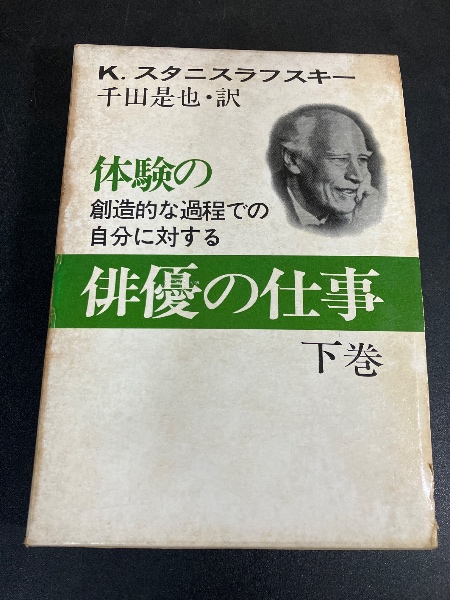 K. スタニスラフスキー
千田是也・訳
体験の
創造的な過程での
自分に対する
俳優の仕事
下巻